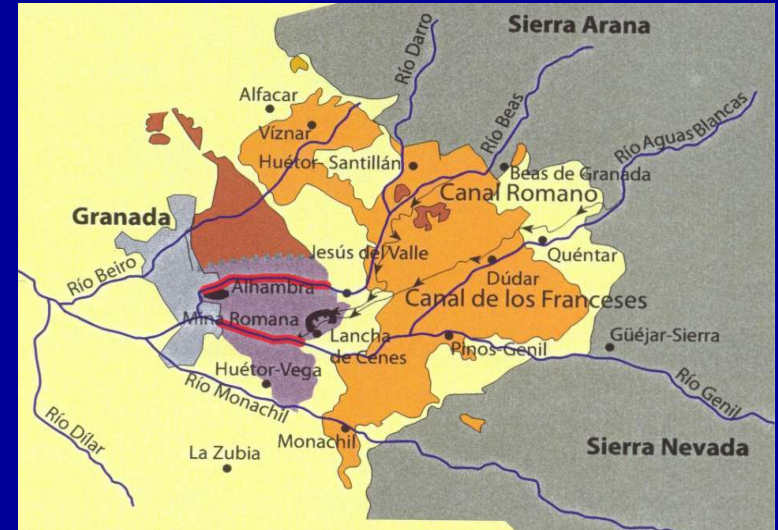 Sierra Arana
Río Darro
Río Beas
Río Aguas Blancas
Alfacar
Víznar
Huétor- Santillán
Beas de Granada
Canal Romano
Granada
Jesús del Valle
Quéntar
Río Beiro
Alhambra
Dúdar
Canal de los Franceses
Mina Romana
Lancha
de Cenes
Pinos-Genil
Güéjar-Sierra
Huétor-Vega
Río Monachil
Río Genil
Río Dílar
Monachil
La Zubia
Sierra Nevada